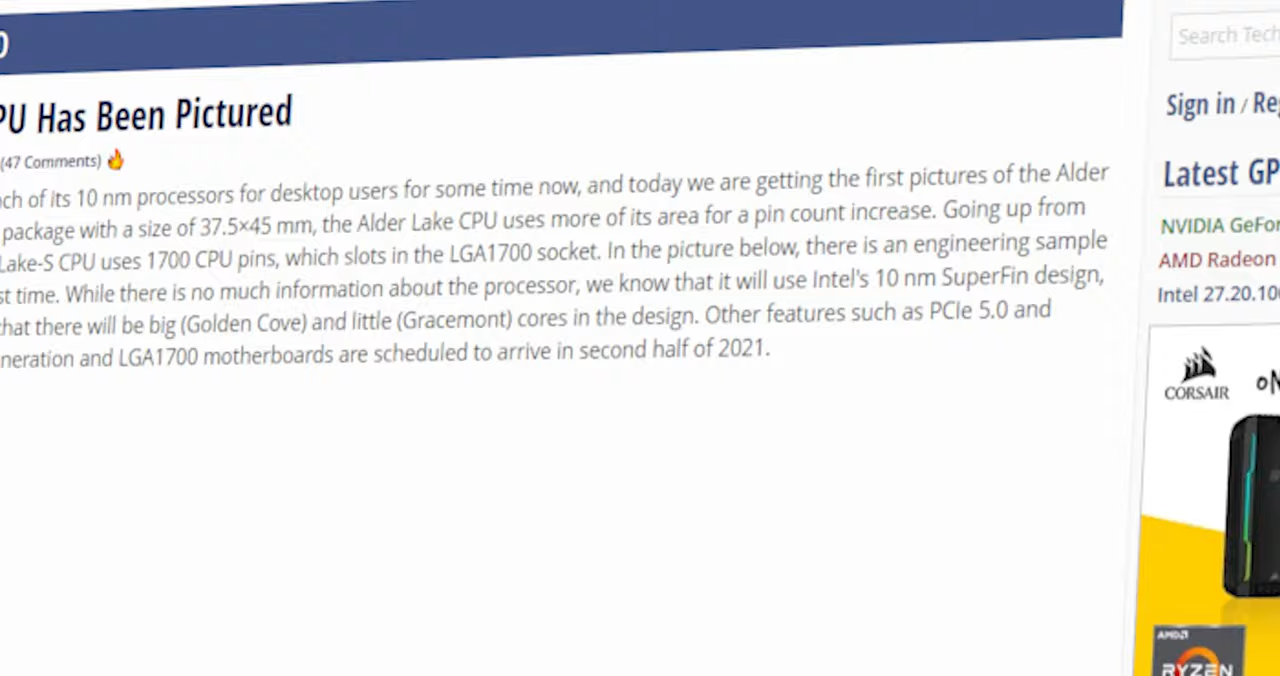 PU Has Been Pictured
(47 Comments)
ch of its 10 nm processors for desktop users for some time now, and today we are getting the first pictures of the Alder
package with a size of 37.5×45 mm, the Alder Lake CPU uses more of its area for a pin count increase. Going up from
Lake-S CPU uses 1700 CPU pins, which slots in the LGA1700 socket. In the picture below, there is an engineering sample
st time. While there is no much information about the processor, we know that it will use Intel's 10 nm SuperFin design,
that there will be big (Golden Cove) and little (Gracemont) cores in the design. Other features such as PCIe 5.0 and
neration and LGA1700 motherboards are scheduled to arrive in second half of 2021.
Search Tech
Sign in / Reg
Latest GP
NVIDIA GeFor
AMD Radeon
Intel 27.20.10
CORSAIR
AMD
RYZEN